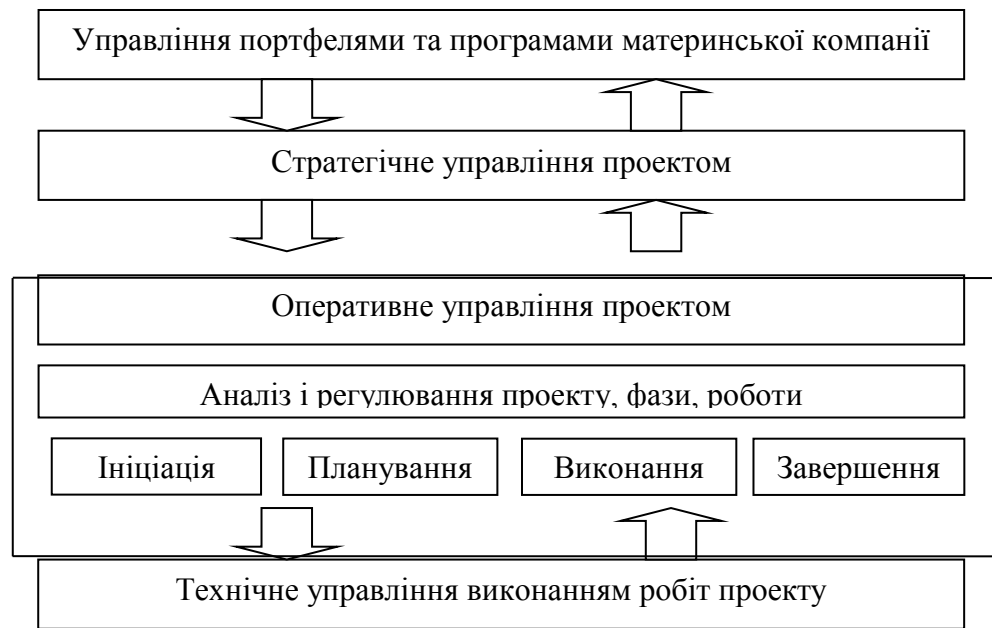 Управління портфелями та програмами материнської компанії
Стратегічне управління проектом
Оперативне управління проектом
Аналіз і регулювання проекту, фази, роботи
Ініціація
Планування
Виконання
Завершення
Технічне управління виконанням робіт проекту